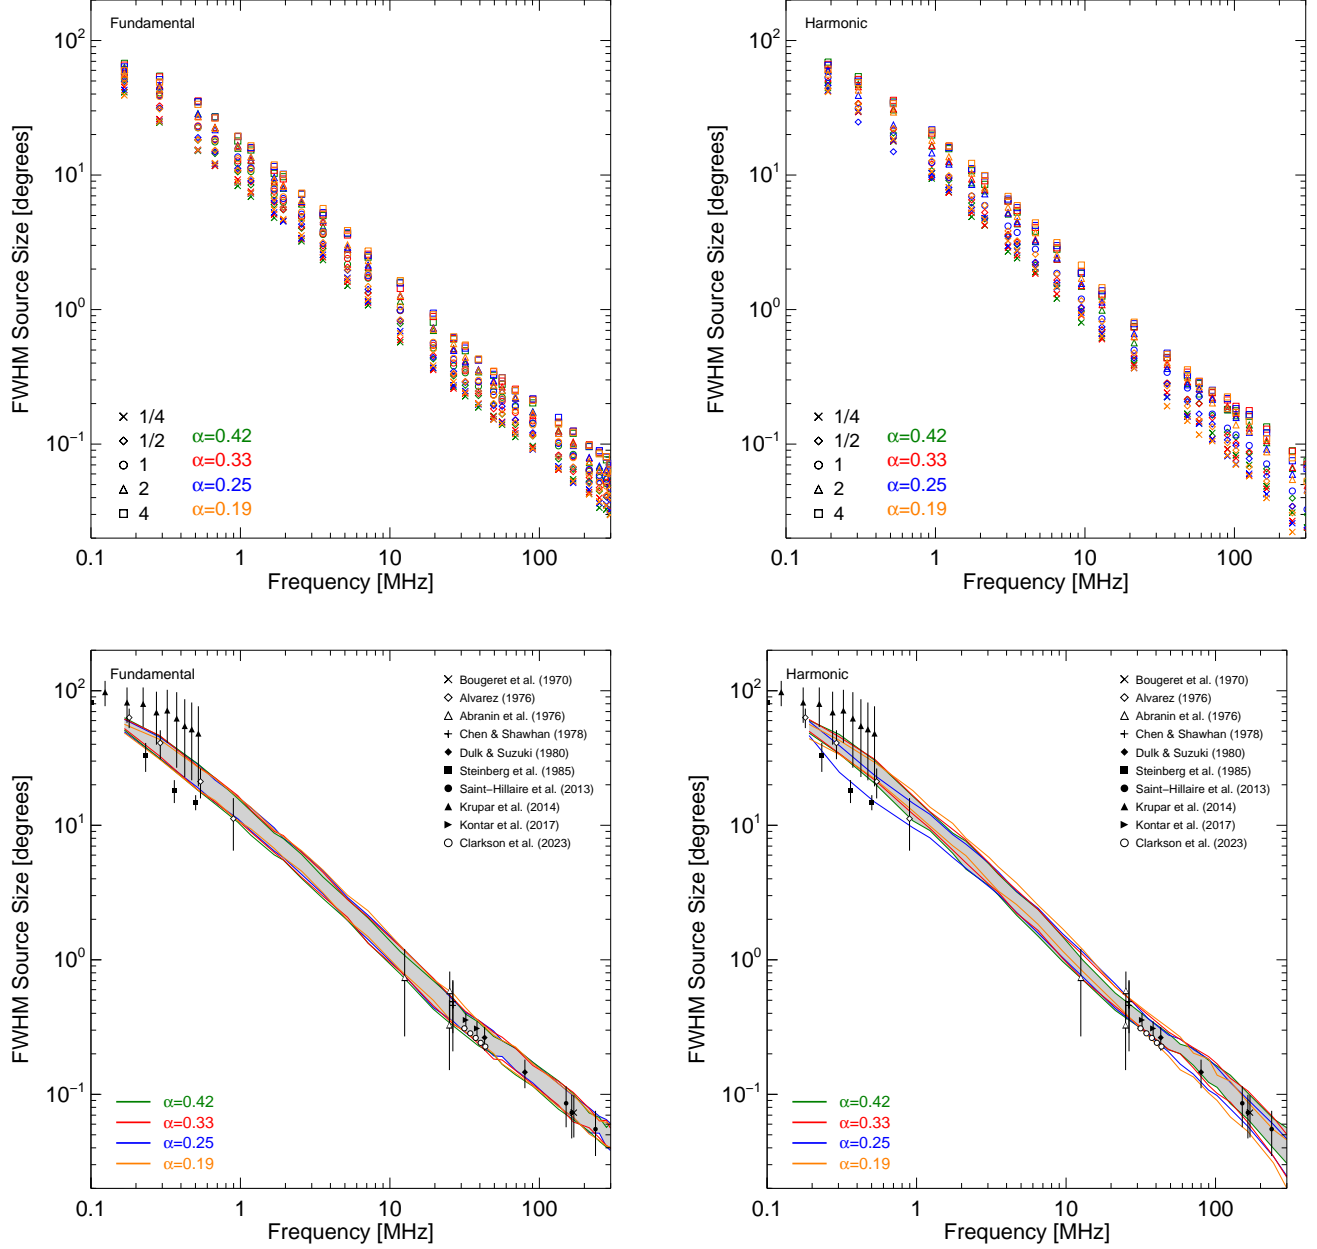 Fundamental
FWHM Source Size [degrees]
10²
10¹
10⁰
10⁻¹
1/4
1/2
1
2
4
α=0.42
α=0.33
α=0.25
α=0.19
0.1
1
10
100
Frequency [MHz]
Harmonic
FWHM Source Size [degrees]
10²
10¹
10⁰
10⁻¹
1/4
1/2
1
2
4
α=0.42
α=0.33
α=0.25
α=0.19
0.1
1
10
100
Frequency [MHz]
Fundamental
FWHM Source Size [degrees]
10²
10¹
10⁰
10⁻¹
Bougeret et al. (1970)
Alvarez (1976)
Abranin et al. (1976)
Chen & Shawhan (1978)
Dulk & Suzuki (1980)
Steinberg et al. (1985)
Saint−Hillaire et al. (2013)
Krupar et al. (2014)
Kontar et al. (2017)
Clarkson et al. (2023)
α=0.42
α=0.33
α=0.25
α=0.19
0.1
1
10
100
Frequency [MHz]
Harmonic
FWHM Source Size [degrees]
10²
10¹
10⁰
10⁻¹
Bougeret et al. (1970)
Alvarez (1976)
Abranin et al. (1976)
Chen & Shawhan (1978)
Dulk & Suzuki (1980)
Steinberg et al. (1985)
Saint−Hillaire et al. (2013)
Krupar et al. (2014)
Kontar et al. (2017)
Clarkson et al. (2023)
α=0.42
α=0.33
α=0.25
α=0.19
0.1
1
10
100
Frequency [MHz]